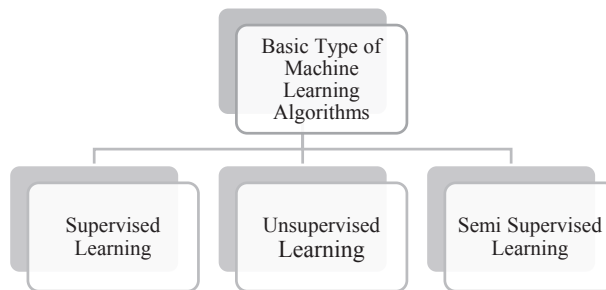 Basic Type of
Machine
Learning
Algorithms
Supervised
Learning
Unsupervised
Learning
Semi Supervised
Learning